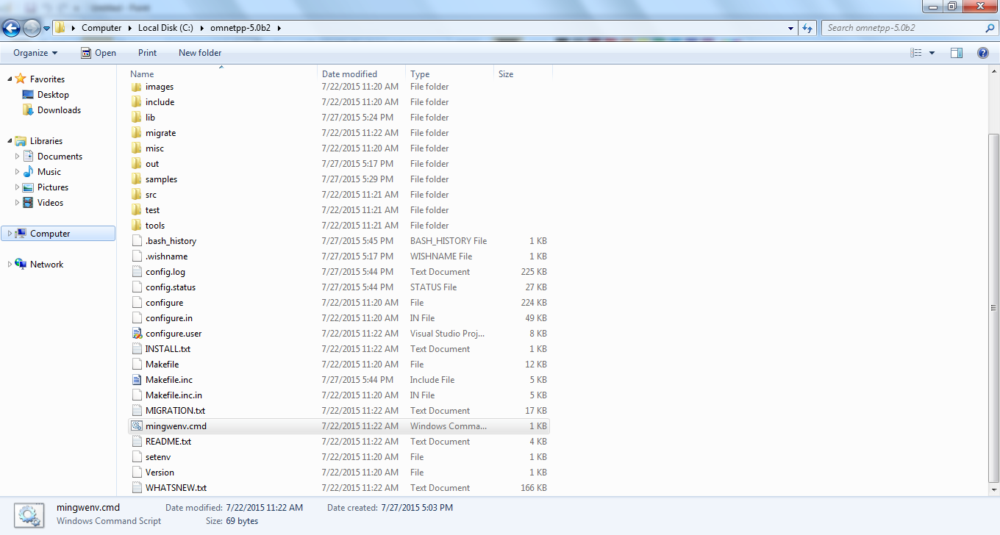 Computer Local Disk (C:) omnetpp-5.0b2 Search omnetpp-5.0b2
Organize Open Print New folder
Favorites
Desktop
Downloads
Libraries
Documents
Music
Pictures
Videos
Computer
Network
Name Date modified Type Size
images 7/22/2015 11:20 AM File folder
include 7/22/2015 11:20 AM File folder
lib 7/27/2015 5:24 PM File folder
migrate 7/22/2015 11:22 AM File folder
misc 7/22/2015 11:20 AM File folder
out 7/27/2015 5:17 PM File folder
samples 7/27/2015 5:29 PM File folder
src 7/22/2015 11:21 AM File folder
test 7/22/2015 11:21 AM File folder
tools 7/22/2015 11:21 AM File folder
.bash_history 7/27/2015 5:45 PM BASH_HISTORY File 1 KB
.wishname 7/27/2015 5:17 PM WISHNAME File 1 KB
config.log 7/27/2015 5:44 PM Text Document 225 KB
config.status 7/27/2015 5:44 PM STATUS File 27 KB
configure 7/22/2015 11:20 AM File 224 KB
configure.in 7/22/2015 11:20 AM IN File 49 KB
configure.user 7/22/2015 11:22 AM Visual Studio Proj... 8 KB
INSTALL.txt 7/22/2015 11:22 AM Text Document 1 KB
Makefile 7/22/2015 11:20 AM File 12 KB
Makefile.inc 7/27/2015 5:44 PM Include File 5 KB
Makefile.inc.in 7/22/2015 11:20 AM IN File 5 KB
MIGRATION.txt 7/22/2015 11:22 AM Text Document 17 KB
mingwenv.cmd 7/22/2015 11:22 AM Windows Comma... 1 KB
README.txt 7/22/2015 11:22 AM Text Document 4 KB
setenv 7/22/2015 11:20 AM File 1 KB
Version 7/22/2015 11:20 AM File 1 KB
WHATSNEW.txt 7/22/2015 11:22 AM Text Document 166 KB
mingwenv.cmd Date modified: 7/22/2015 11:22 AM Date created: 7/27/2015 5:03 PM
Windows Command Script Size: 69 bytes